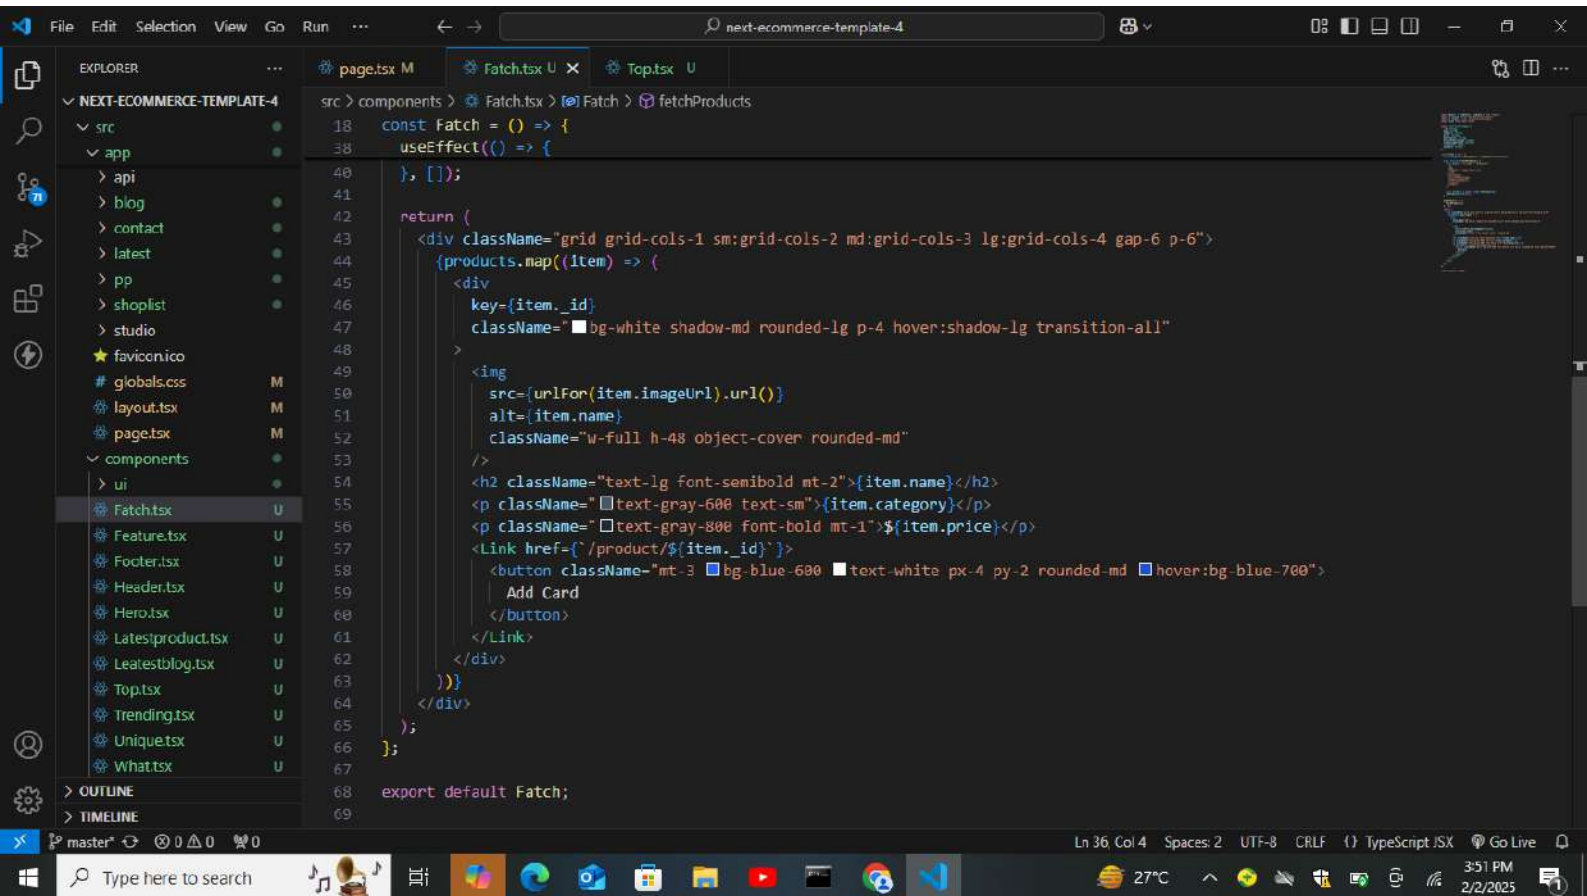 File Edit Selection View Go Run ··· next-ecommerce-template-4
EXPLORER ···
page.tsx M Fatch.tsx U Top.tsx U
NEXT-ECOMMERCE-TEMPLATE-4
src
app
api
blog
contact
latest
pp
shoplist
studio
favicon.ico
globals.css M
layout.tsx M
page.tsx M
components
ui
Fatch.tsx U
Feature.tsx U
Footer.tsx U
Header.tsx U
Hero.tsx U
Latestproduct.tsx U
Leatestblog.tsx U
Top.tsx U
Trending.tsx U
Unique.tsx U
What.tsx U
OUTLINE
TIMELINE
71
src > components > Fatch.tsx > Fatch > fetchProducts
18 const Fatch = () => {
38 useEffect(() => {
40 }, []);
41
42 return (
43 <div className="grid grid-cols-1 sm:grid-cols-2 md:grid-cols-3 lg:grid-cols-4 gap-6 p-6">
44 {products.map((item) => (
45 <div
46 key={item._id}
47 className="bg-white shadow-md rounded-lg p-4 hover:shadow-lg transition-all"
48 >
49 <img
50 src={urlFor(item.imageUrl).url()}
51 alt={item.name}
52 className="w-full h-48 object-cover rounded-md"
53 />
54 <h2 className="text-lg font-semibold mt-2">{item.name}</h2>
55 <p className="text-gray-600 text-sm">{item.category}</p>
56 <p className="text-gray-800 font-bold mt-1">${item.price}</p>
57 <Link href={`/product/${item._id}`}>
58 <button className="mt-3 bg-blue-600 text-white px-4 py-2 rounded-md hover:bg-blue-700">
59 Add Card
60 </button>
61 </Link>
62 </div>
63 ))}
64 </div>
65 );
66 };
67
68 export default Fatch;
69
master* 0 0 0 Ln 36, Col 4 Spaces: 2 UTF-8 CRLF {} TypeScript JSX Go Live
Type here to search 27°C 3:51 PM
2/2/2025
1